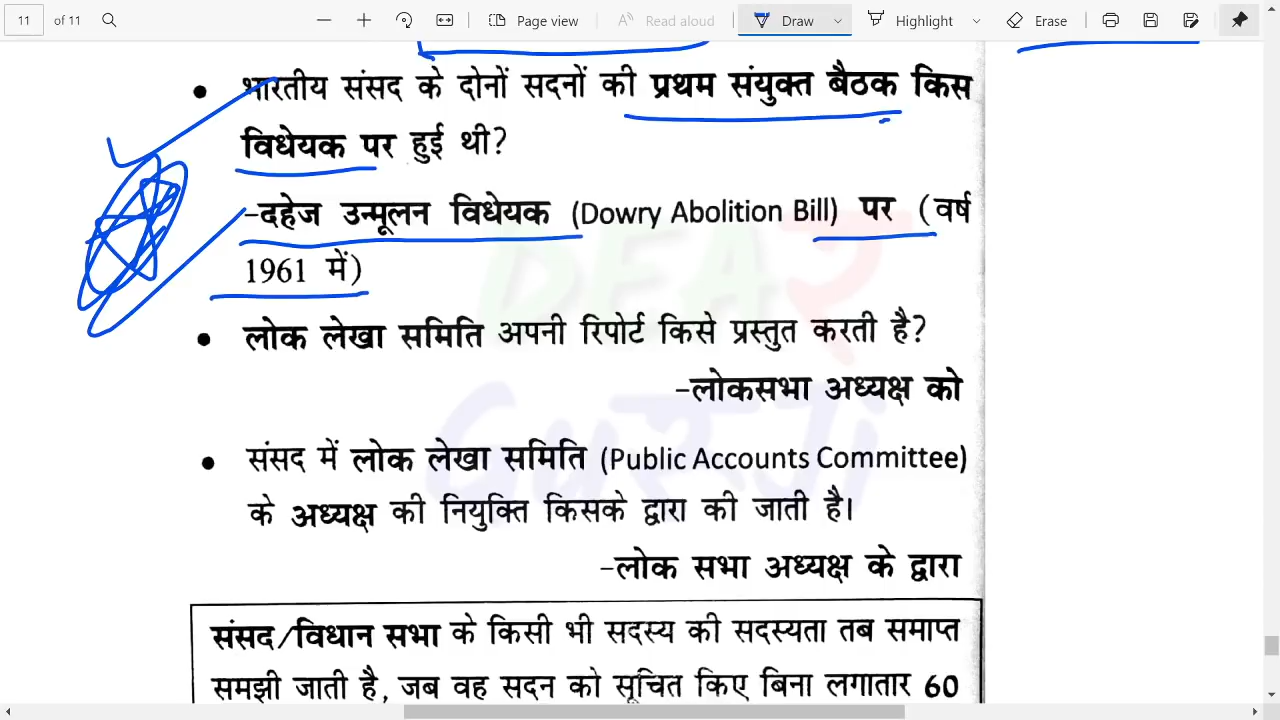 11 of 11 Page view Read aloud Draw Highlight Erase
भारतीय संसद के दोनों सदनों की प्रथम संयुक्त बैठक किस
विधेयक पर हुई थी?
-दहेज उन्मूलन विधेयक (Dowry Abolition Bill) पर (वर्ष
1961 में)
लोक लेखा समिति अपनी रिपोर्ट किसे प्रस्तुत करती है?
-लोकसभा अध्यक्ष को
संसद में लोक लेखा समिति (Public Accounts Committee)
के अध्यक्ष की नियुक्ति किसके द्वारा की जाती है।
-लोक सभा अध्यक्ष के द्वारा
संसद/विधान सभा के किसी भी सदस्य की सदस्यता तब समाप्त
समझी जाती है, जब वह सदन को सूचित किए बिना लगातार 60
DEAR
GURJI